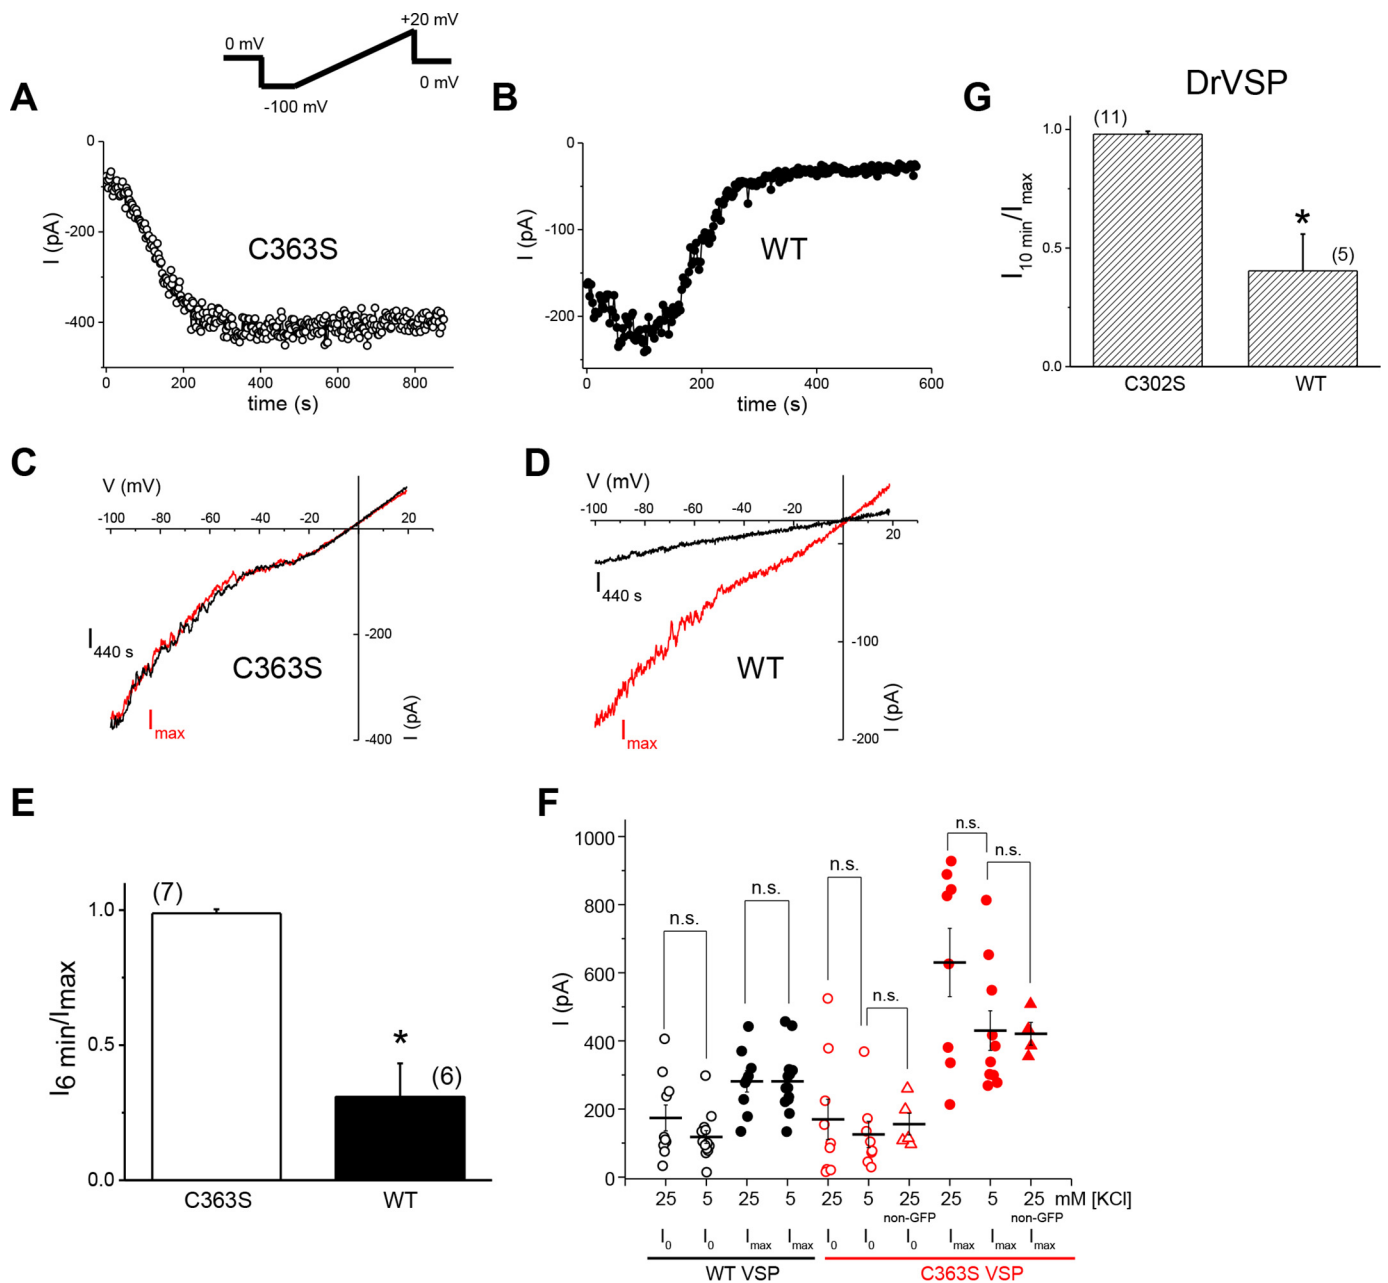 +20 mV
0 mV
0 mV
-100 mV
A
0
-200
-400
I (pA)
C363S
0 200 400 600 800
time (s)
B
0
-100
-200
I (pA)
WT
0 200 400 600
time (s)
G
DrVSP
1.0
0.5
0.0
I10 min/Imax
(11)
*
(5)
C302S WT
C
V (mV)
-100 -80 -60 -40 -20 20
-200
-400
I (pA)
I440 s
C363S
Imax
D
V (mV)
-100 -80 -60 -40 -20 20
-100
-200
I (pA)
I440 s
WT
Imax
E
1.0
0.5
0.0
I6 min/Imax
(7)
*
(6)
C363S WT
F
1000
800
600
400
200
0
I (pA)
n.s.
n.s.
n.s.
n.s.
n.s.
n.s.
25 5 25 5 25 5 25 25 5 25 mM [KCl]
non-GFP non-GFP
I0 I0 Imax Imax I0 I0 I0 Imax Imax Imax
WT VSP C363S VSP